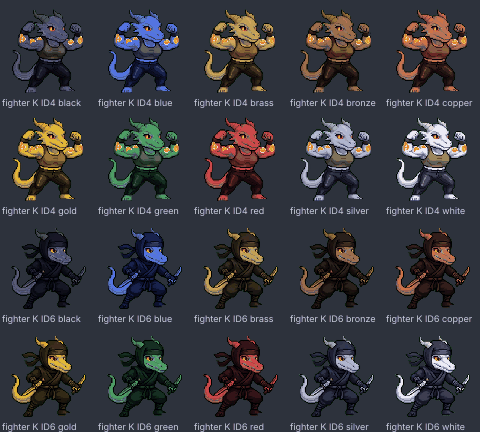 fighter K ID4 black
fighter K ID4 blue
fighter K ID4 brass
fighter K ID4 bronze
fighter K ID4 copper
fighter K ID4 gold
fighter K ID4 green
fighter K ID4 red
fighter K ID4 silver
fighter K ID4 white
fighter K ID6 black
fighter K ID6 blue
fighter K ID6 brass
fighter K ID6 bronze
fighter K ID6 copper
fighter K ID6 gold
fighter K ID6 green
fighter K ID6 red
fighter K ID6 silver
fighter K ID6 white